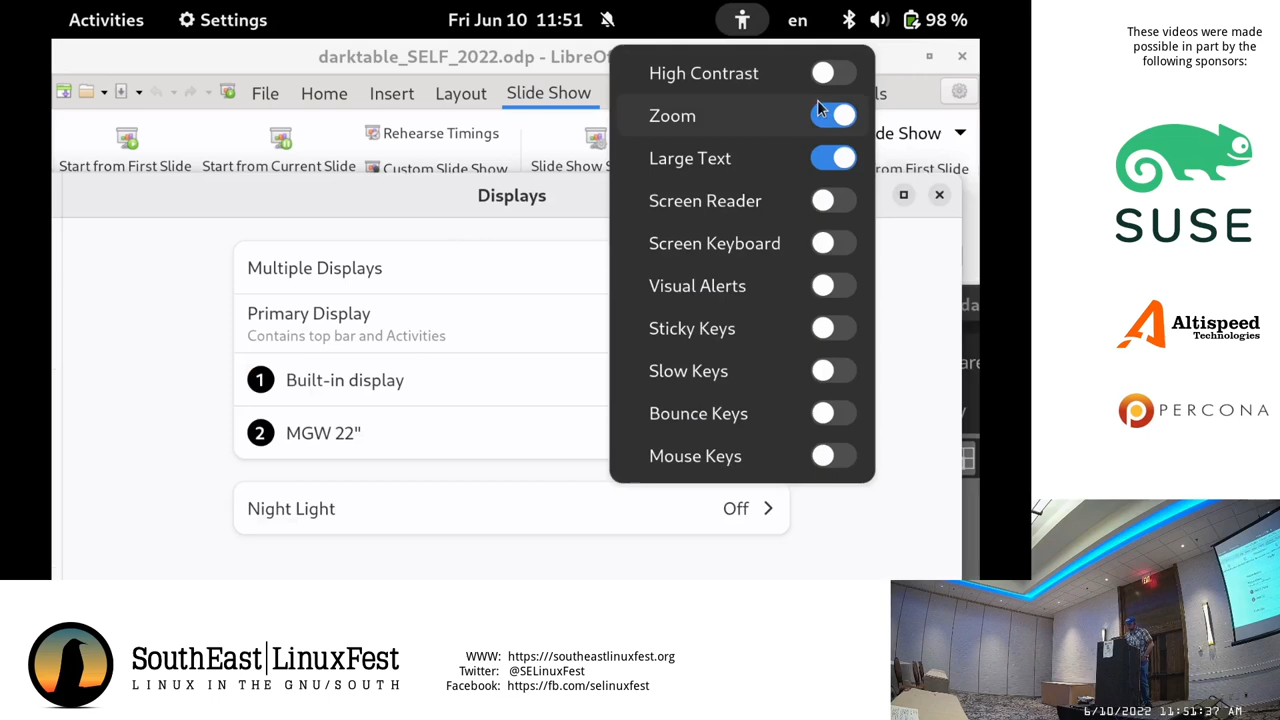 Activities
Settings
Fri Jun 10 11:51
en
98 %
These videos were made
possible in part by the
following sponsors:
darktable_SELF_2022.odp - LibreOf
File
Home
Insert
Layout
Slide Show
ls
Rehearse Timings
de Show
Start from First Slide
Start from Current Slide
Custom Slide Show
Slide Show S
om First Slide
High Contrast
Zoom
Large Text
Screen Reader
Screen Keyboard
Visual Alerts
Sticky Keys
Slow Keys
Bounce Keys
Mouse Keys
Displays
Multiple Displays
Primary Display
Contains top bar and Activities
1 Built-in display
2 MGW 22"
Night Light
Off
SUSE
Altispeed
Technologies
PERCONA
SouthEast LinuxFest
LINUX IN THE GNU/SOUTH
WWW: https:///southeastlinuxfest.org
Twitter: @SELinuxFest
Facebook: https://fb.com/selinuxfest
6/10/2022 11:51:37 AM